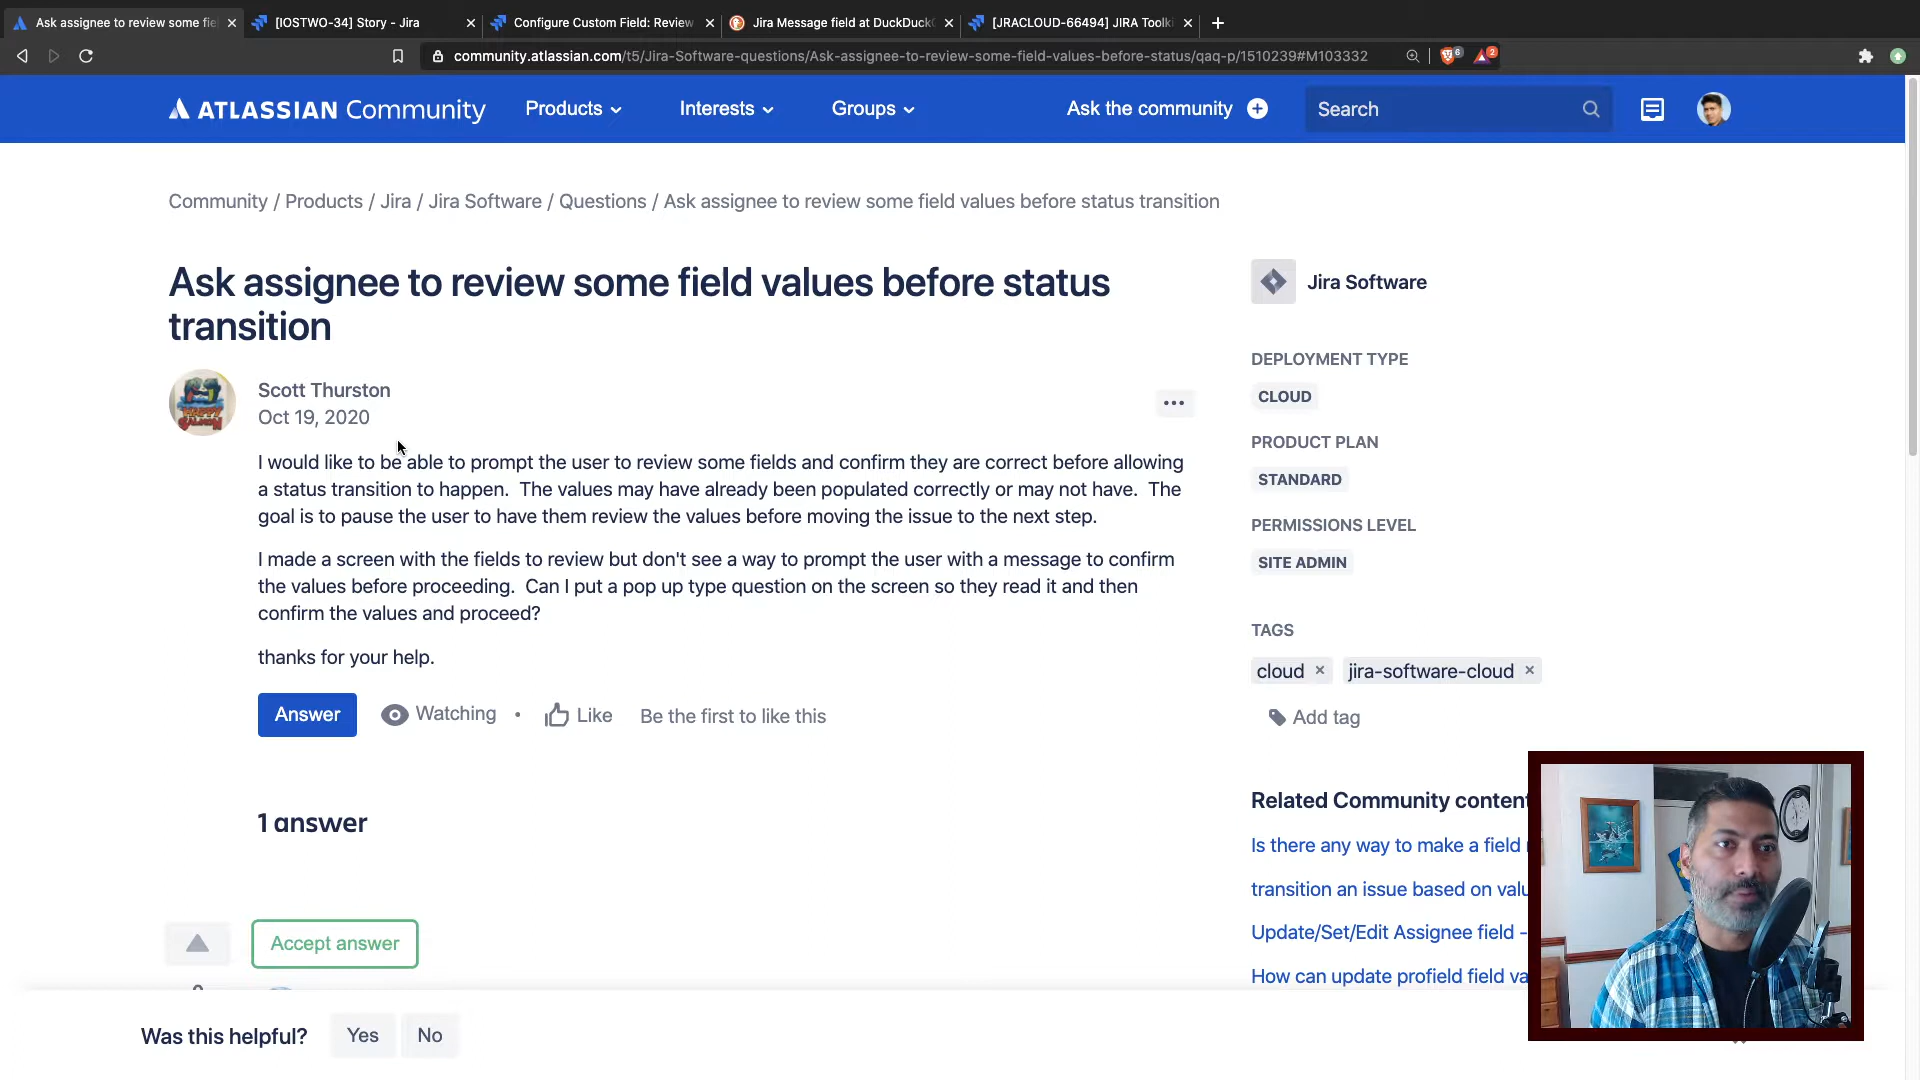 Ask assignee to review some fie
[IOSTWO-34] Story - Jira
Configure Custom Field: Review
Jira Message field at DuckDuck
[JRACLOUD-66494] JIRA Toolki
community.atlassian.com/t5/Jira-Software-questions/Ask-assignee-to-review-some-field-values-before-status/qaq-p/1510239#M103332
6
2
ATLASSIAN Community
Products
Interests
Groups
Ask the community
Search
Community / Products / Jira / Jira Software / Questions / Ask assignee to review some field values before status transition
Ask assignee to review some field values before status
transition
Scott Thurston
Oct 19, 2020
I would like to be able to prompt the user to review some fields and confirm they are correct before allowing
a status transition to happen.  The values may have already been populated correctly or may not have.  The
goal is to pause the user to have them review the values before moving the issue to the next step.
I made a screen with the fields to review but don't see a way to prompt the user with a message to confirm
the values before proceeding.  Can I put a pop up type question on the screen so they read it and then
confirm the values and proceed?
thanks for your help.
Answer
Watching
•
Like
Be the first to like this
1 answer
Accept answer
Was this helpful?
Yes
No
Jira Software
DEPLOYMENT TYPE
CLOUD
PRODUCT PLAN
STANDARD
PERMISSIONS LEVEL
SITE ADMIN
TAGS
cloud ×
jira-software-cloud ×
Add tag
Related Community content
Is there any way to make a field
transition an issue based on valu
Update/Set/Edit Assignee field -
How can update profield field va